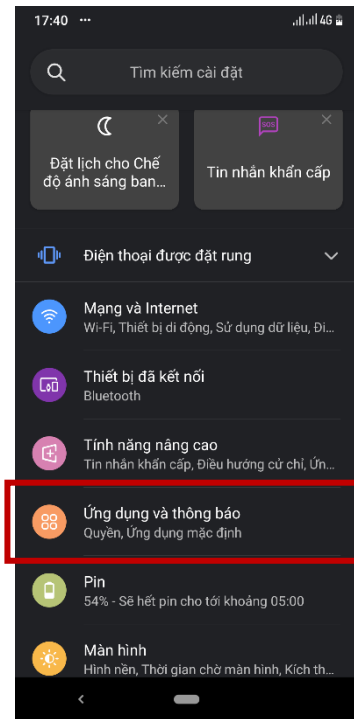 17:40 ••• 4G
Tìm kiếm cài đặt
Đặt lịch cho Chế
độ ánh sáng ban...
SOS
Tin nhắn khẩn cấp
Điện thoại được đặt rung
Mạng và Internet
Wi-Fi, Thiết bị di động, Sử dụng dữ liệu, Đi...
Thiết bị đã kết nối
Bluetooth
Tính năng nâng cao
Tin nhắn khẩn cấp, Điều hướng cử chỉ, Ứn...
Ứng dụng và thông báo
Quyền, Ứng dụng mặc định
Pin
54% - Sẽ hết pin cho tới khoảng 05:00
Màn hình
Hình nền, Thời gian chờ màn hình, Kích th...